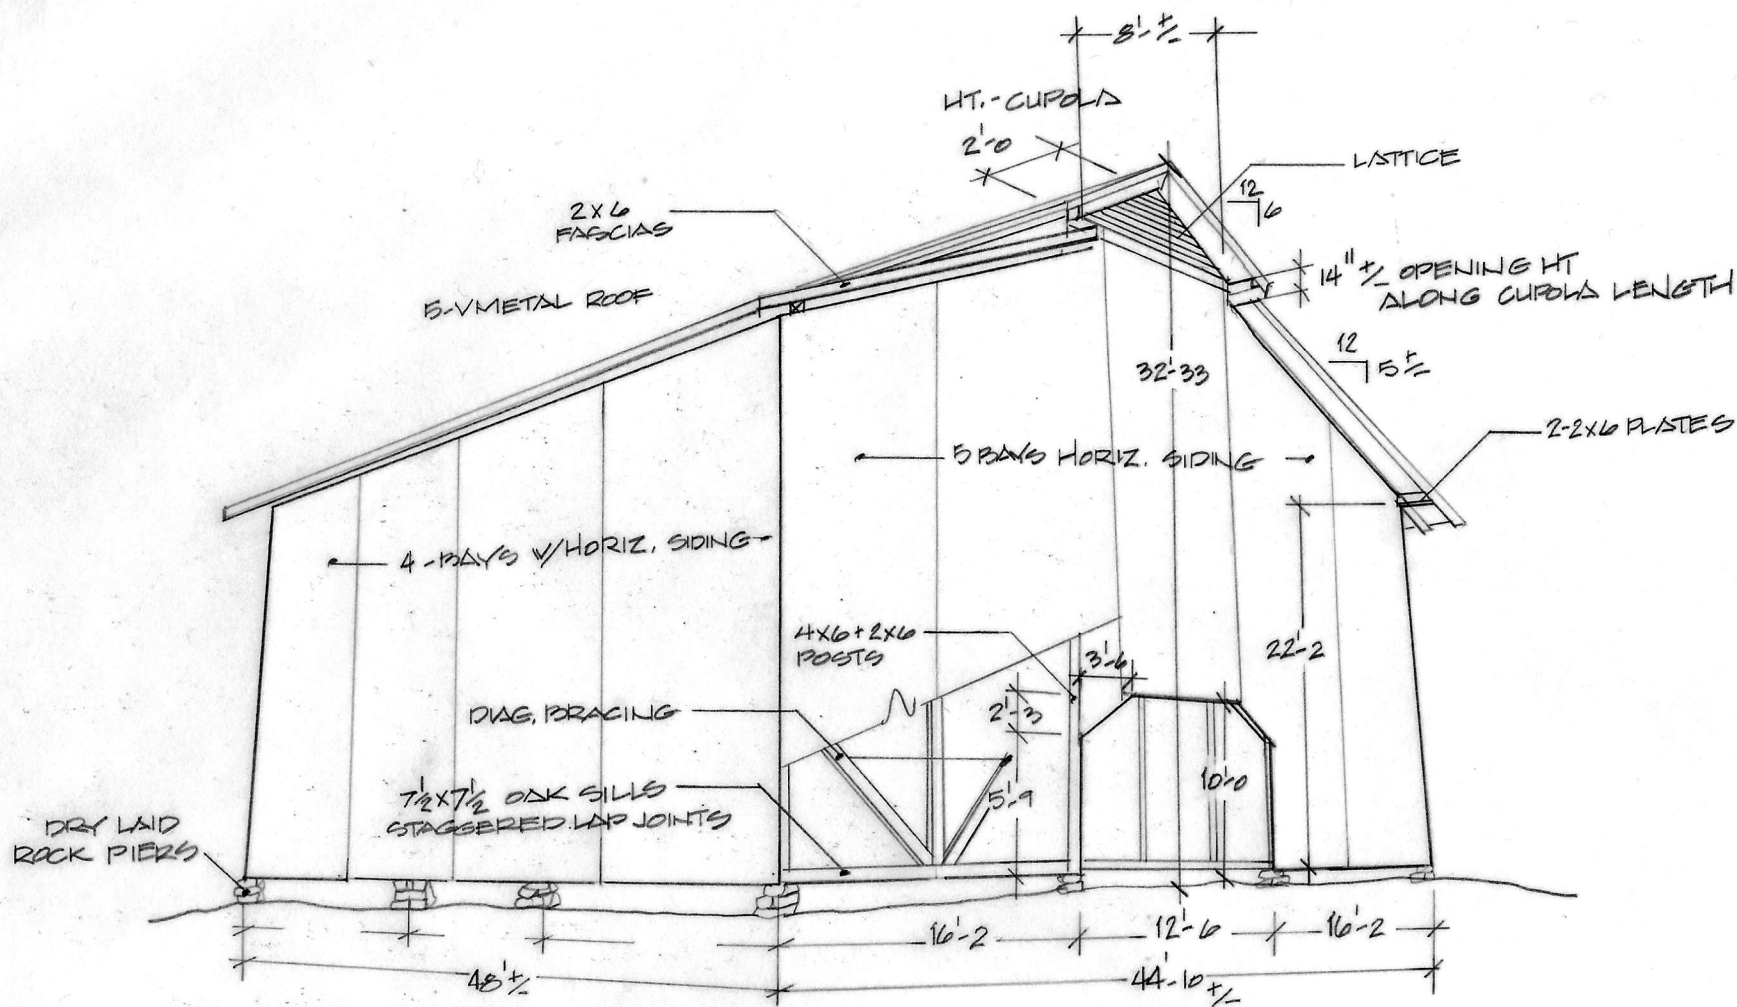 8'-+/-
HT.-CUPOLA
2'-0
LATTICE
12
6
2X6
FASCIAS
14"+/- OPENING HT
ALONG CUPOLA LENGTH
5-V METAL ROOF
12
5+/-
32'-33
2-2X6 PLATES
5 BAYS HORIZ. SIDING
4-BAYS W/HORIZ. SIDING
4X6+2X6
POSTS
3'-6
22'-2
2'-3
DIAG. BRACING
10'-0
5'-9
7½X7½ OAK SILLS
STAGGERED LAP JOINTS
DRY LAID
ROCK PIERS
16'-2
12'-6
16'-2
48'+/-
44'-10+/-